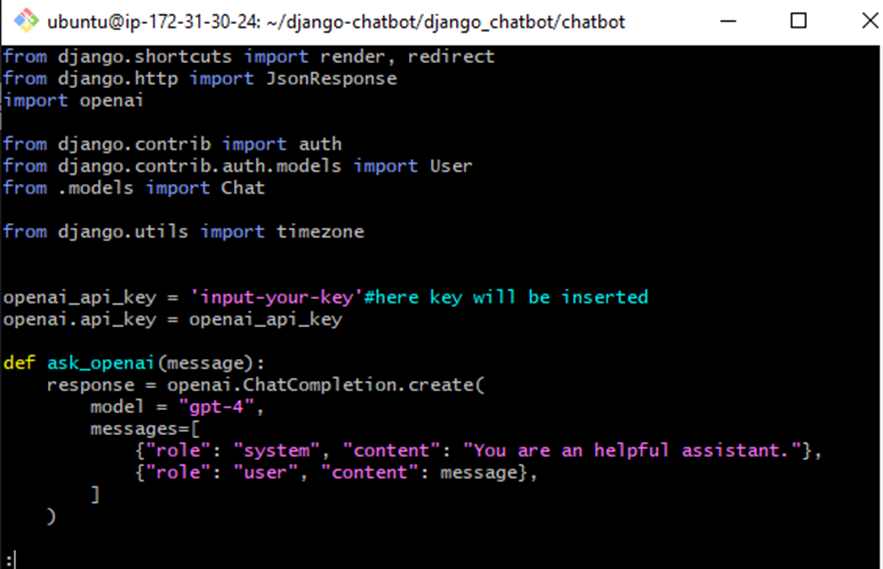 ubuntu@ip-172-31-30-24: ~/django-chatbot/django_chatbot/chatbot
from django.shortcuts import render, redirect
from django.http import JsonResponse
import openai

from django.contrib import auth
from django.contrib.auth.models import User
from .models import Chat

from django.utils import timezone


openai_api_key = 'input-your-key'#here key will be inserted
openai.api_key = openai_api_key

def ask_openai(message):
    response = openai.ChatCompletion.create(
        model = "gpt-4",
        messages=[
            {"role": "system", "content": "You are an helpful assistant."},
            {"role": "user", "content": message},
        ]
    )

: